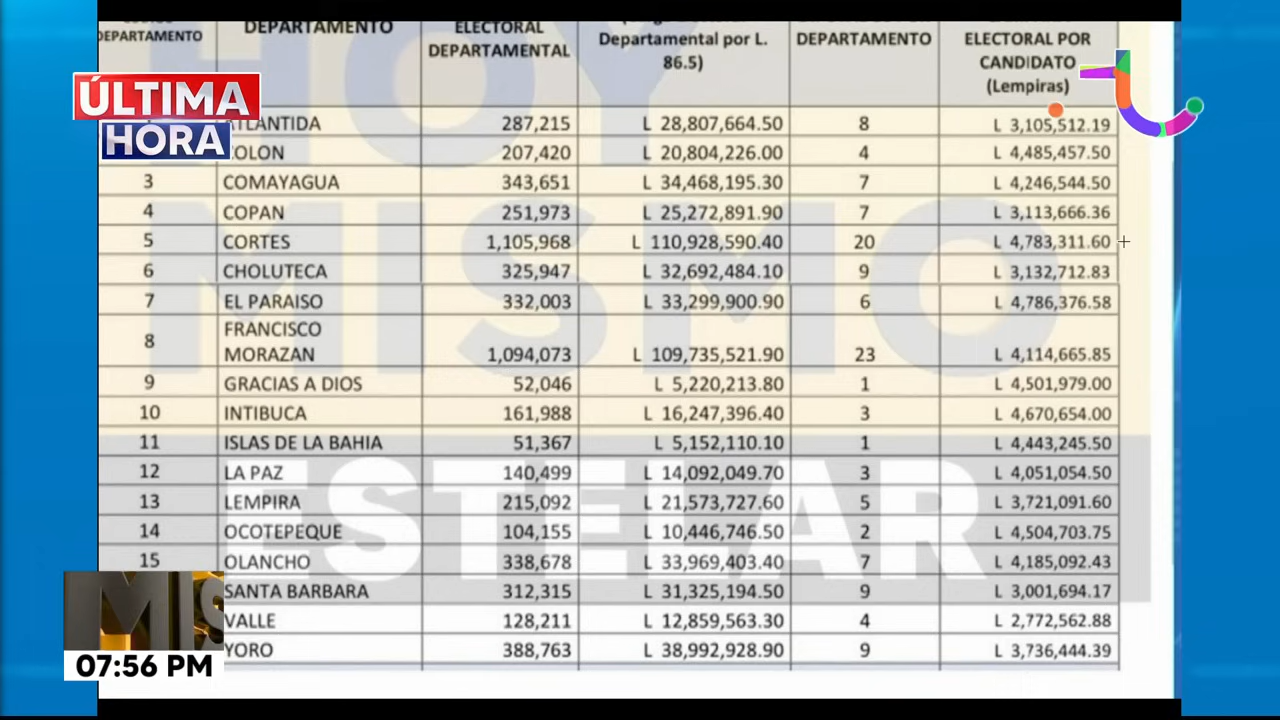 DEPARTAMENTO
DEPARTAMENTO
ELECTORAL
DEPARTAMENTAL
Departamental por L.
86.5)
DEPARTAMENTO
ELECTORAL POR
CANDIDATO
(Lempiras)
ÚLTIMA
HORA
ATLANTIDA 287,215 L 28,807,664.50 8 L 3,105,512.19
COLON 207,420 L 20,804,226.00 4 L 4,485,457.50
3 COMAYAGUA 343,651 L 34,468,195.30 7 L 4,246,544.50
4 COPAN 251,973 L 25,272,891.90 7 L 3,113,666.36
5 CORTES 1,105,968 L 110,928,590.40 20 L 4,783,311.60
6 CHOLUTECA 325,947 L 32,692,484.10 9 L 3,132,712.83
7 EL PARAISO 332,003 L 33,299,900.90 6 L 4,786,376.58
FRANCISCO
8 MORAZAN 1,094,073 L 109,735,521.90 23 L 4,114,665.85
9 GRACIAS A DIOS 52,046 L 5,220,213.80 1 L 4,501,979.00
10 INTIBUCA 161,988 L 16,247,396.40 3 L 4,670,654.00
11 ISLAS DE LA BAHIA 51,367 L 5,152,110.10 1 L 4,443,245.50
12 LA PAZ 140,499 L 14,092,049.70 3 L 4,051,054.50
13 LEMPIRA 215,092 L 21,573,727.60 5 L 3,721,091.60
14 OCOTEPEQUE 104,155 L 10,446,746.50 2 L 4,504,703.75
15 OLANCHO 338,678 L 33,969,403.40 7 L 4,185,092.43
SANTA BARBARA 312,315 L 31,325,194.50 9 L 3,001,694.17
VALLE 128,211 L 12,859,563.30 4 L 2,772,562.88
YORO 388,763 L 38,992,928.90 9 L 3,736,444.39
HOY
MISMO
ESTELAR
MIS
07:56 PM